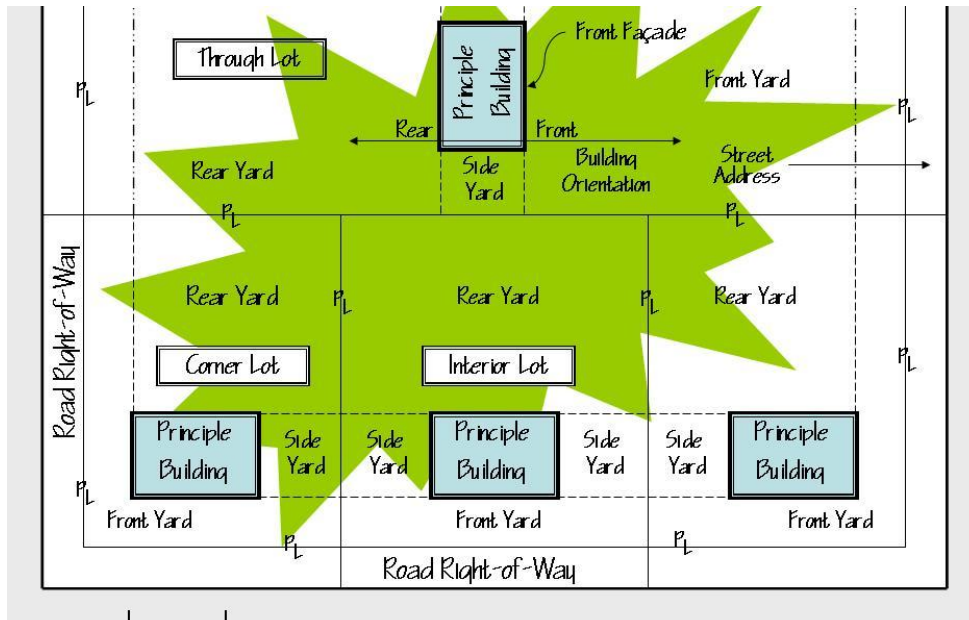 Front Façade
Through Lot
Principle
Building
Front Yard
PL
PL
Rear
Front
Rear Yard
Side
Yard
Building
Orientation
Street
Address
PL
PL
Road Right-of-Way
Rear Yard
PL
Rear Yard
PL
Rear Yard
PL
Corner Lot
Interior Lot
Principle
Building
Side
Yard
Side
Yard
Principle
Building
Side
Yard
Side
Yard
Principle
Building
PL
Front Yard
Front Yard
Front Yard
PL
PL
Road Right-of-Way